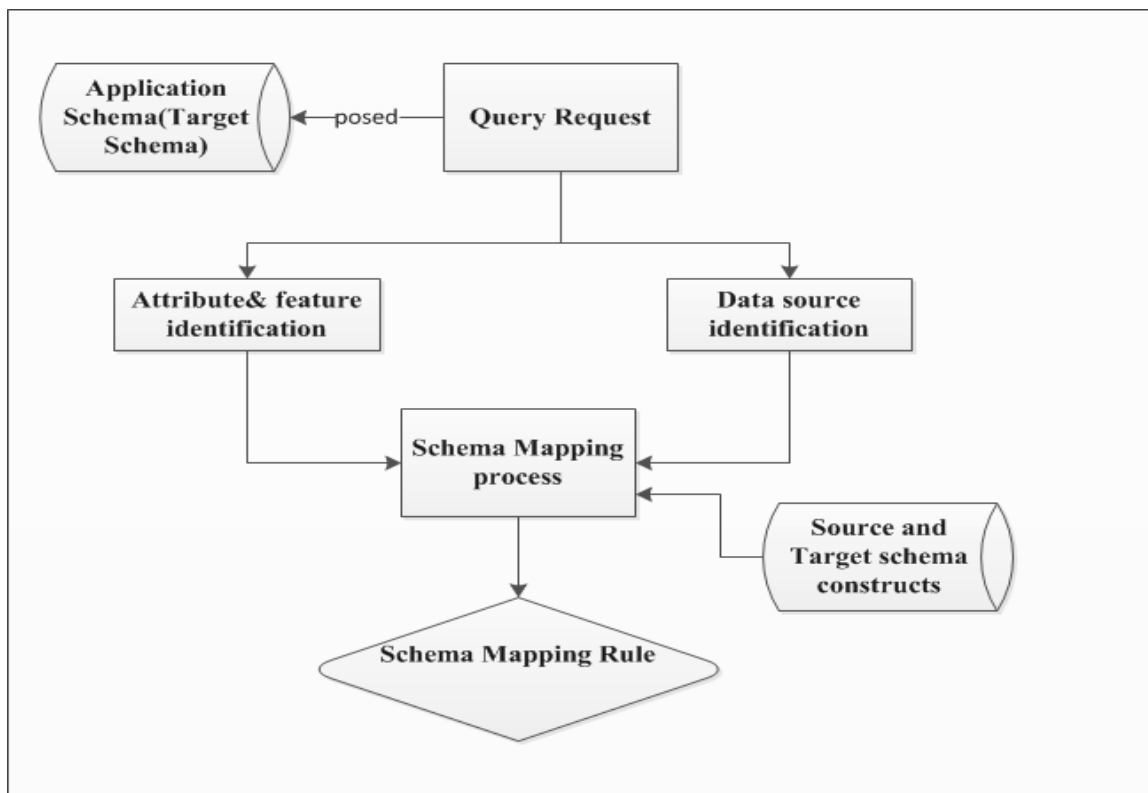 Application
Schema(Target
Schema)
posed
Query Request
Attribute& feature
identification
Data source
identification
Schema Mapping
process
Source and
Target schema
constructs
Schema Mapping Rule